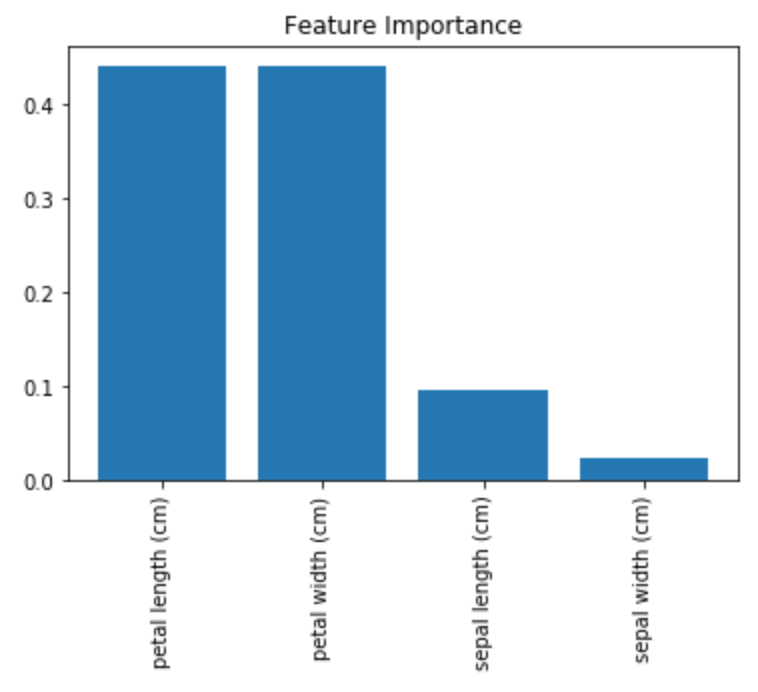 Feature Importance
0.4
0.3
0.2
0.1
0.0
petal length (cm)
petal width (cm)
sepal length (cm)
sepal width (cm)